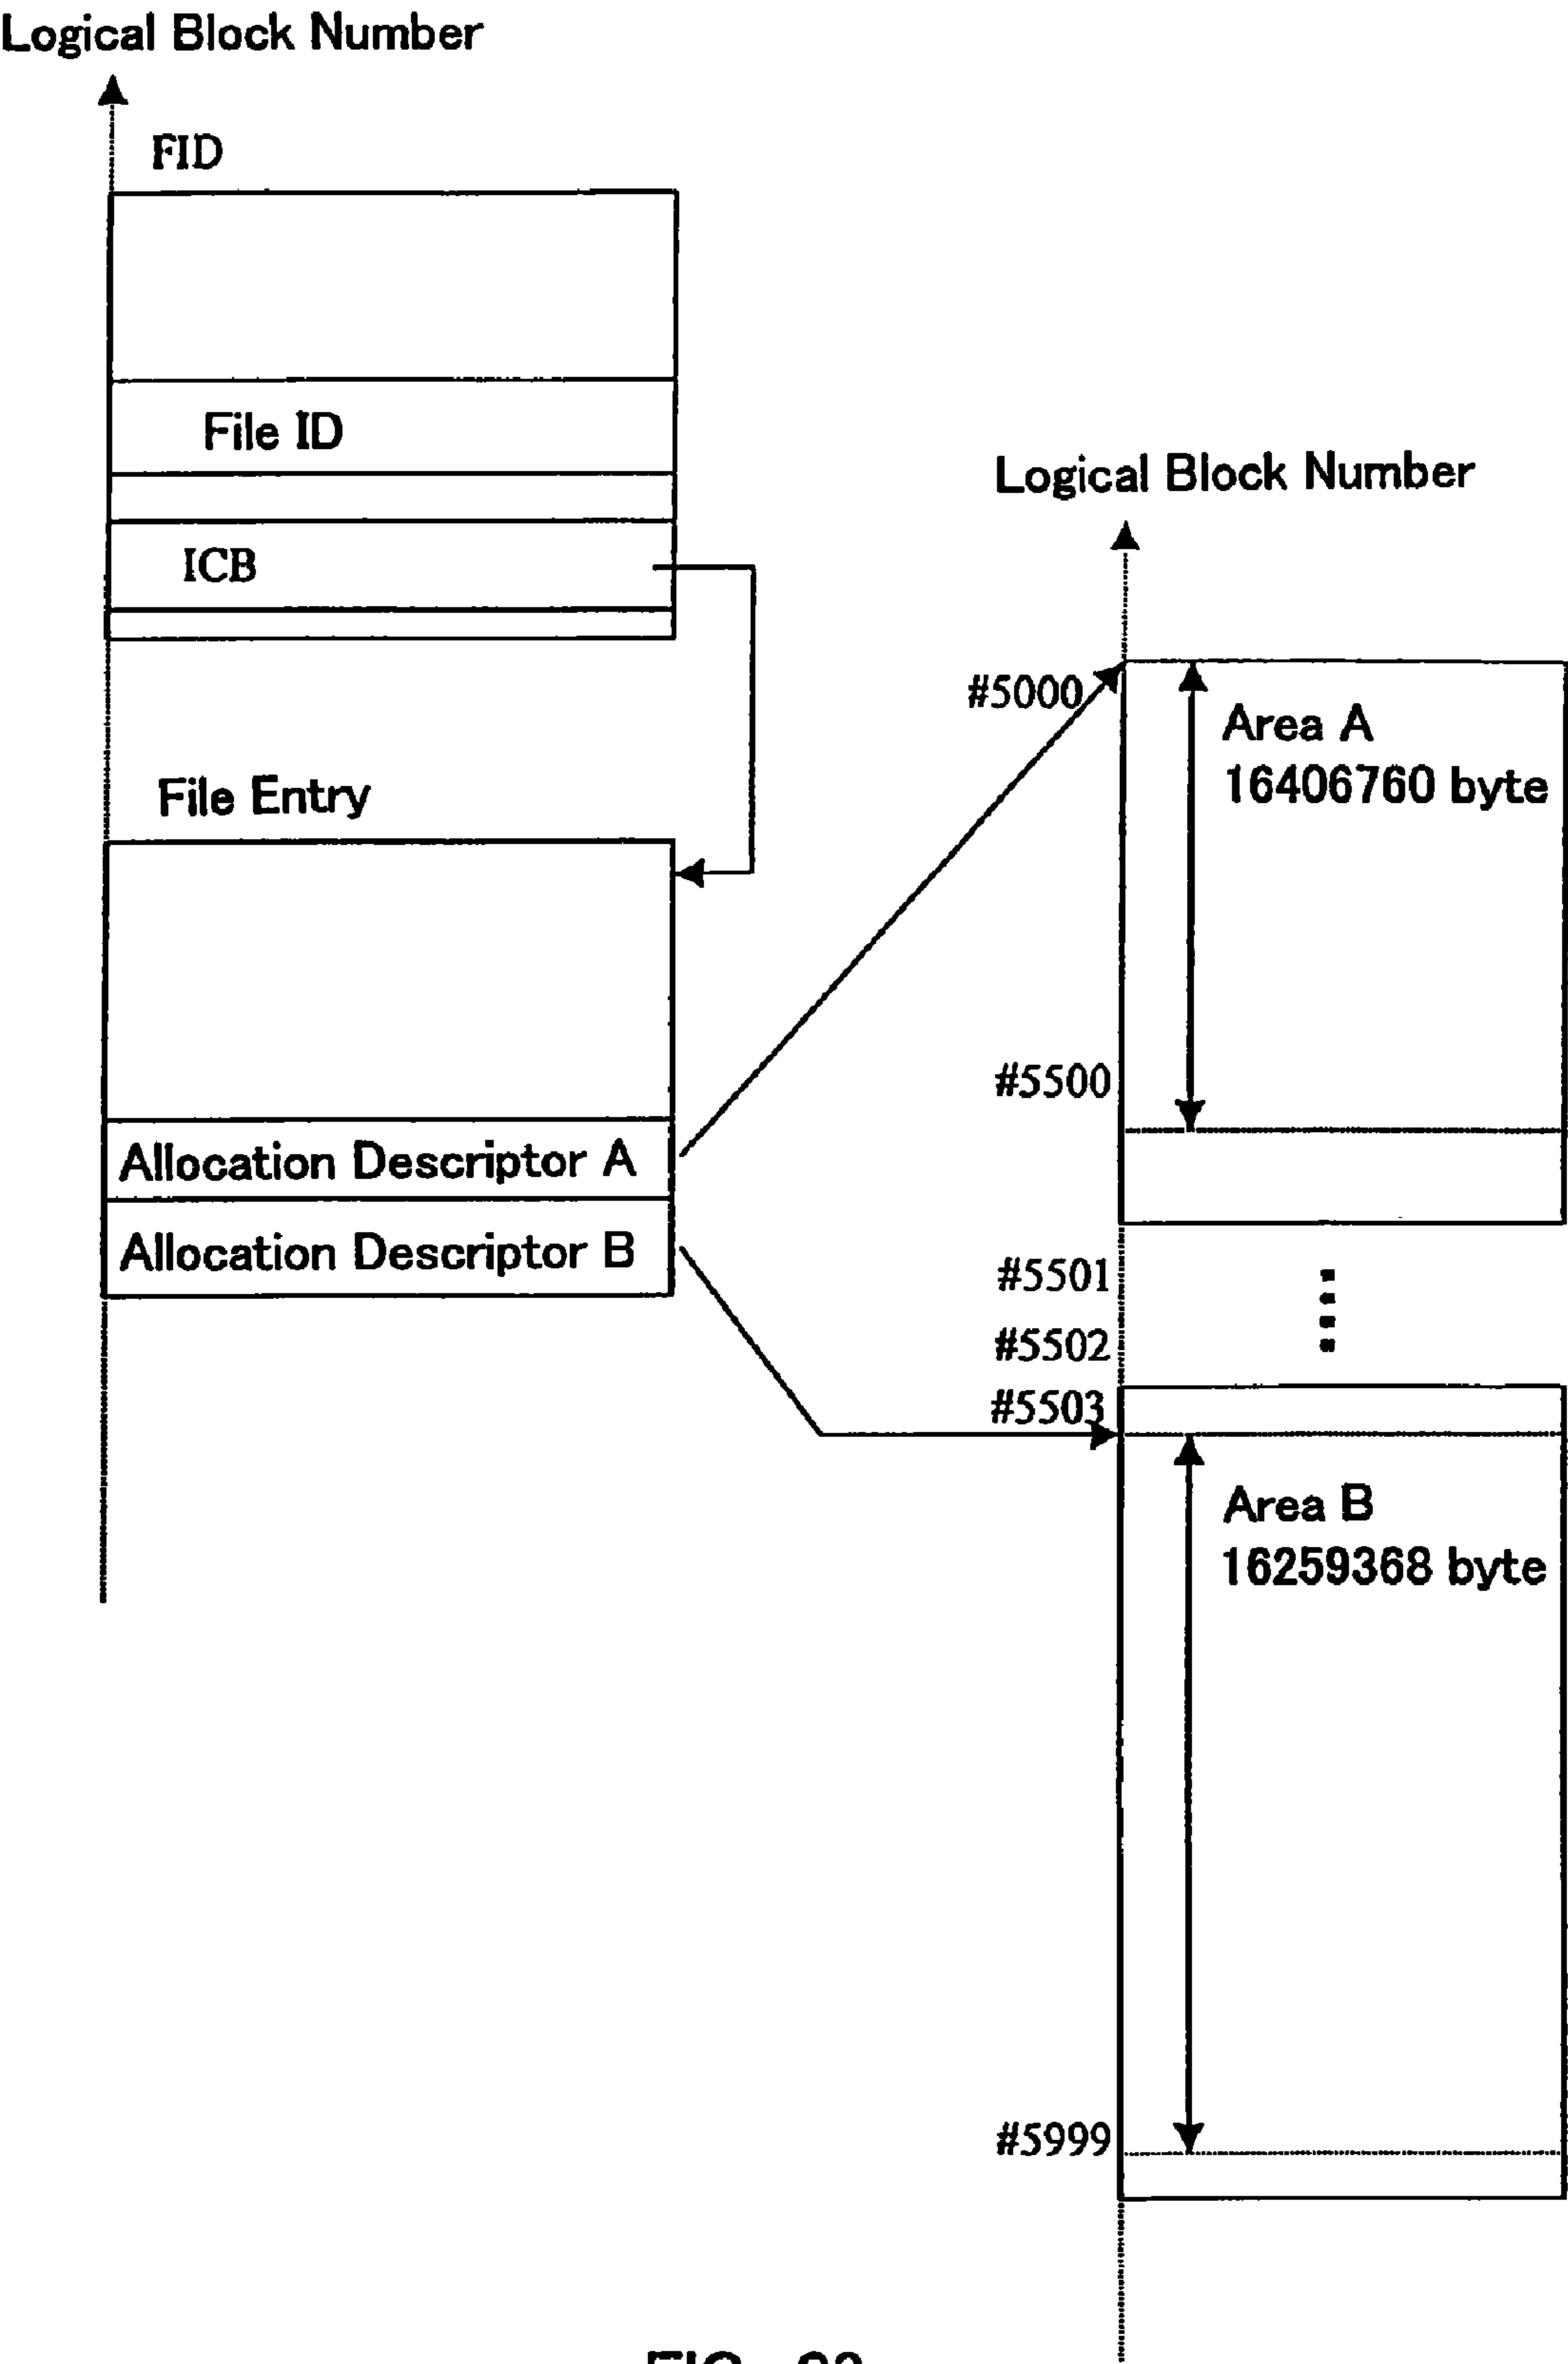 Logical Block Number
FID
File ID
ICB
File Entry
Allocation Descriptor A
Allocation Descriptor B
Logical Block Number
#5000
Area A
16406760 byte
#5500
#5501
#5502
#5503
Area B
16259368 byte
#5999